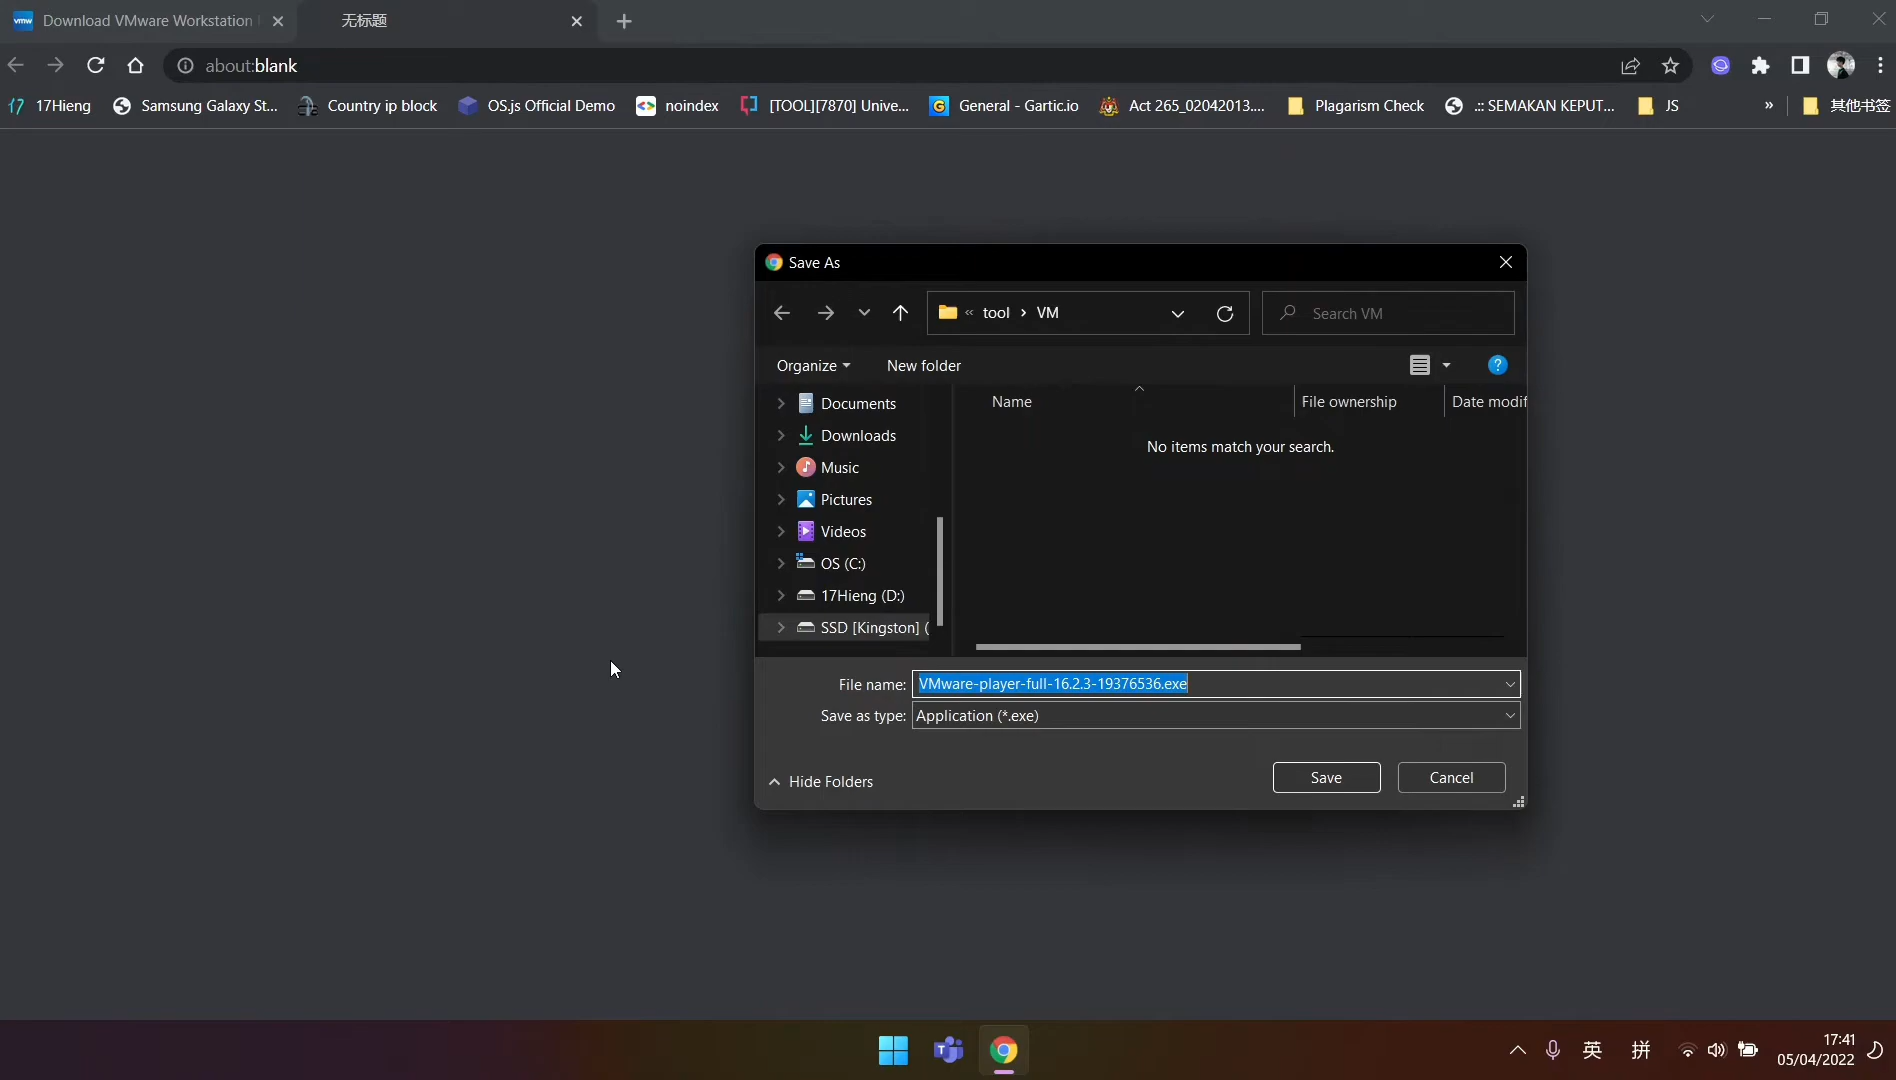 vmw Download VMware Workstation
无标题
about:blank
17Hieng
Samsung Galaxy St...
Country ip block
OS.js Official Demo
noindex
[TOOL][7870] Unive...
General - Gartic.io
Act 265_02042013....
Plagarism Check
.:: SEMAKAN KEPUT...
JS
»
其他书签
Save As
« tool › VM
Search VM
Organize
New folder
?
Name
File ownership
Date modif
Documents
Downloads
Music
Pictures
Videos
OS (C:)
17Hieng (D:)
SSD [Kingston] (
No items match your search.
File name: VMware-player-full-16.2.3-19376536.exe
Save as type: Application (*.exe)
Hide Folders
Save
Cancel
英
拼
17:41
05/04/2022